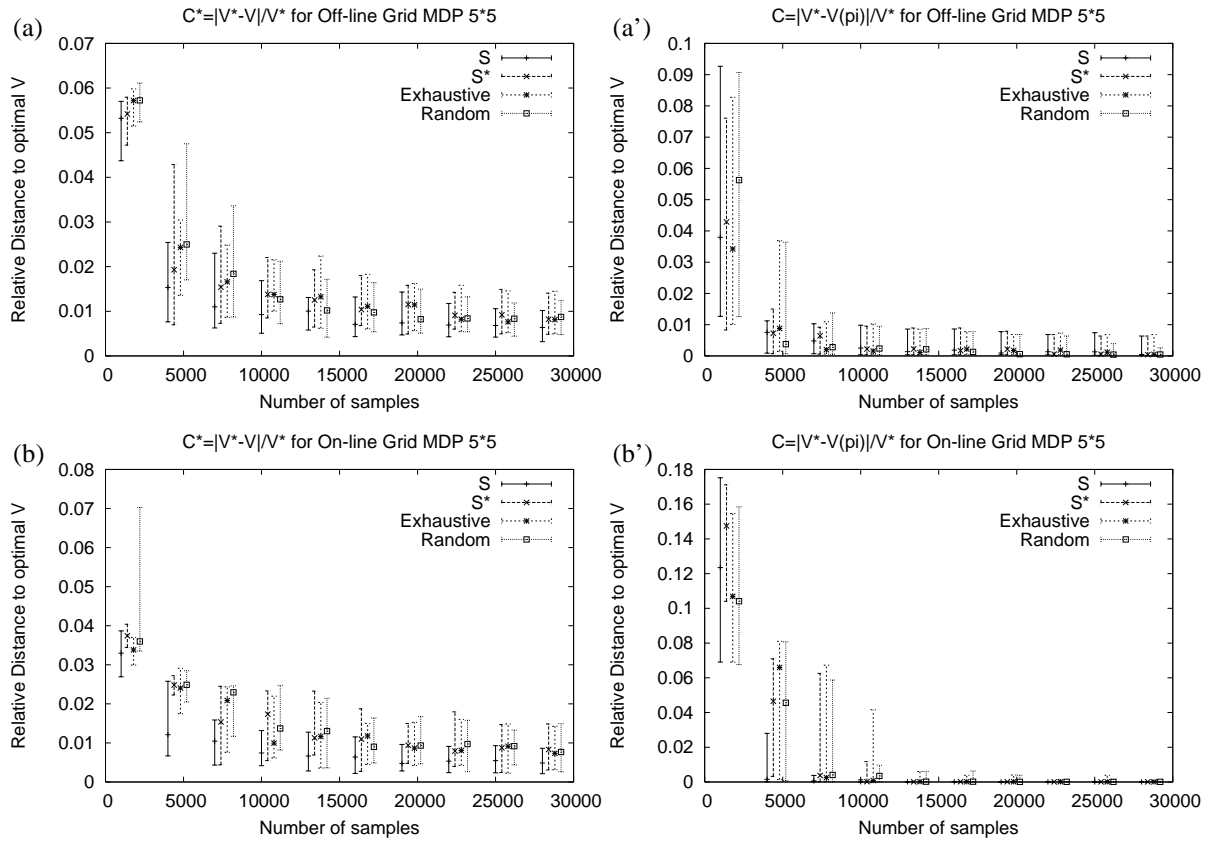 (a)
C*=|V*-V|/V* for Off-line Grid MDP 5*5
Relative Distance to optimal V
0.07
0.06
0.05
0.04
0.03
0.02
0.01
0
S
S*
Exhaustive
Random
0 5000 10000 15000 20000 25000 30000
Number of samples
(a')
C=|V*-V(pi)|/V* for Off-line Grid MDP 5*5
Relative Distance to optimal V
0.1
0.09
0.08
0.07
0.06
0.05
0.04
0.03
0.02
0.01
0
S
S*
Exhaustive
Random
0 5000 10000 15000 20000 25000 30000
Number of samples
(b)
C*=|V*-V|/V* for On-line Grid MDP 5*5
Relative Distance to optimal V
0.08
0.07
0.06
0.05
0.04
0.03
0.02
0.01
0
S
S*
Exhaustive
Random
0 5000 10000 15000 20000 25000 30000
Number of samples
(b')
C=|V*-V(pi)|/V* for On-line Grid MDP 5*5
Relative Distance to optimal V
0.18
0.16
0.14
0.12
0.1
0.08
0.06
0.04
0.02
0
S
S*
Exhaustive
Random
0 5000 10000 15000 20000 25000 30000
Number of samples